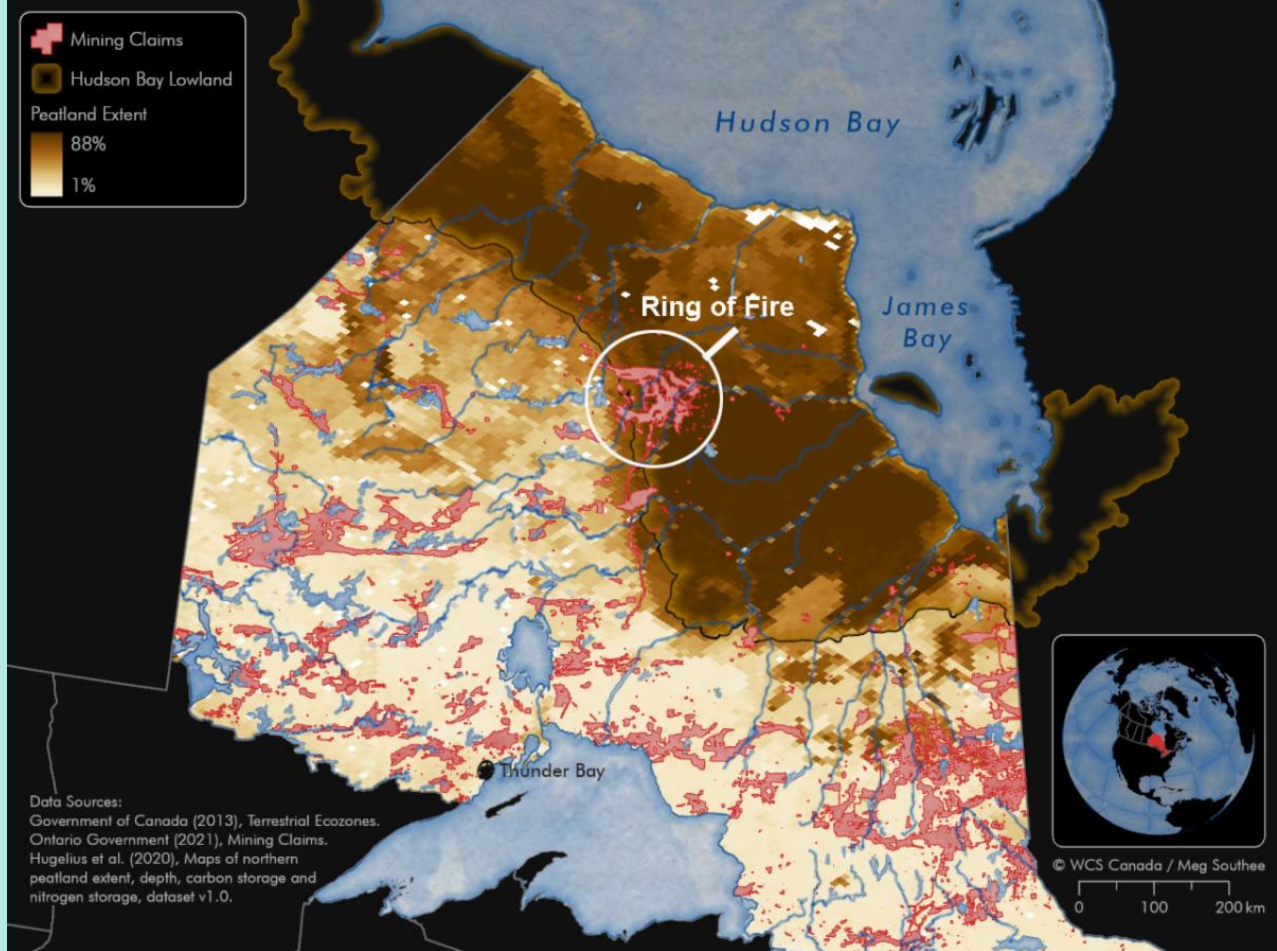 Mining Claims
Hudson Bay Lowland
Peatland Extent
88%
1%
Hudson Bay
Ring of Fire
James
Bay
Thunder Bay
Data Sources:
Government of Canada (2013), Terrestrial Ecozones.
Ontario Government (2021), Mining Claims.
Hugelius et al. (2020), Maps of northern
peatland extent, depth, carbon storage and
nitrogen storage, dataset v1.0.
© WCS Canada / Meg Southee
0 100 200 km